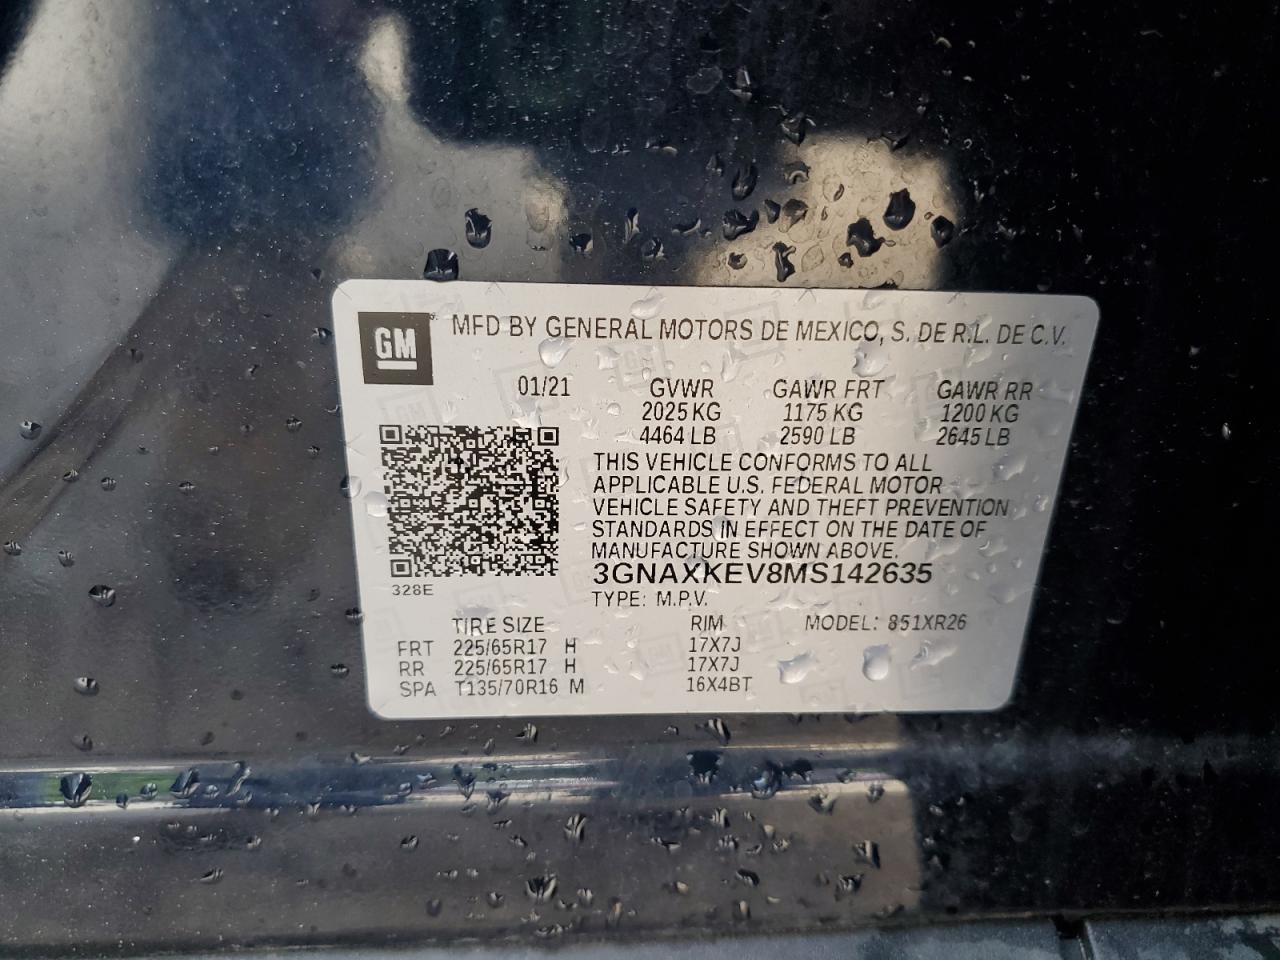 GM
MFD BY GENERAL MOTORS DE MEXICO, S. DE R.L. DE C.V.
01/21 GVWR GAWR FRT GAWR RR
2025 KG 1175 KG 1200 KG
4464 LB 2590 LB 2645 LB
THIS VEHICLE CONFORMS TO ALL
APPLICABLE U.S. FEDERAL MOTOR
VEHICLE SAFETY AND THEFT PREVENTION
STANDARDS IN EFFECT ON THE DATE OF
MANUFACTURE SHOWN ABOVE.
3GNAXKEV8MS142635
328E
TYPE: M.P.V.
TIRE SIZE RIM MODEL: 851XR26
FRT 225/65R17 H 17X7J
RR 225/65R17 H 17X7J
SPA T135/70R16 M 16X4BT